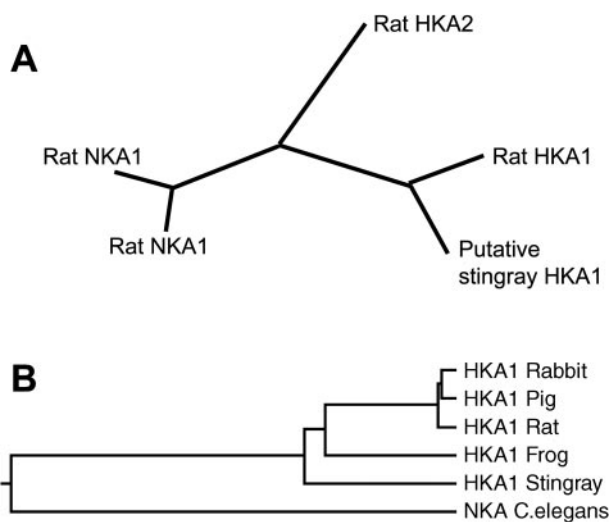 A
Rat HKA2
Rat NKA1
Rat HKA1
Rat NKA1
Putative
stingray HKA1
B
HKA1 Rabbit
HKA1 Pig
HKA1 Rat
HKA1 Frog
HKA1 Stingray
NKA C.elegans